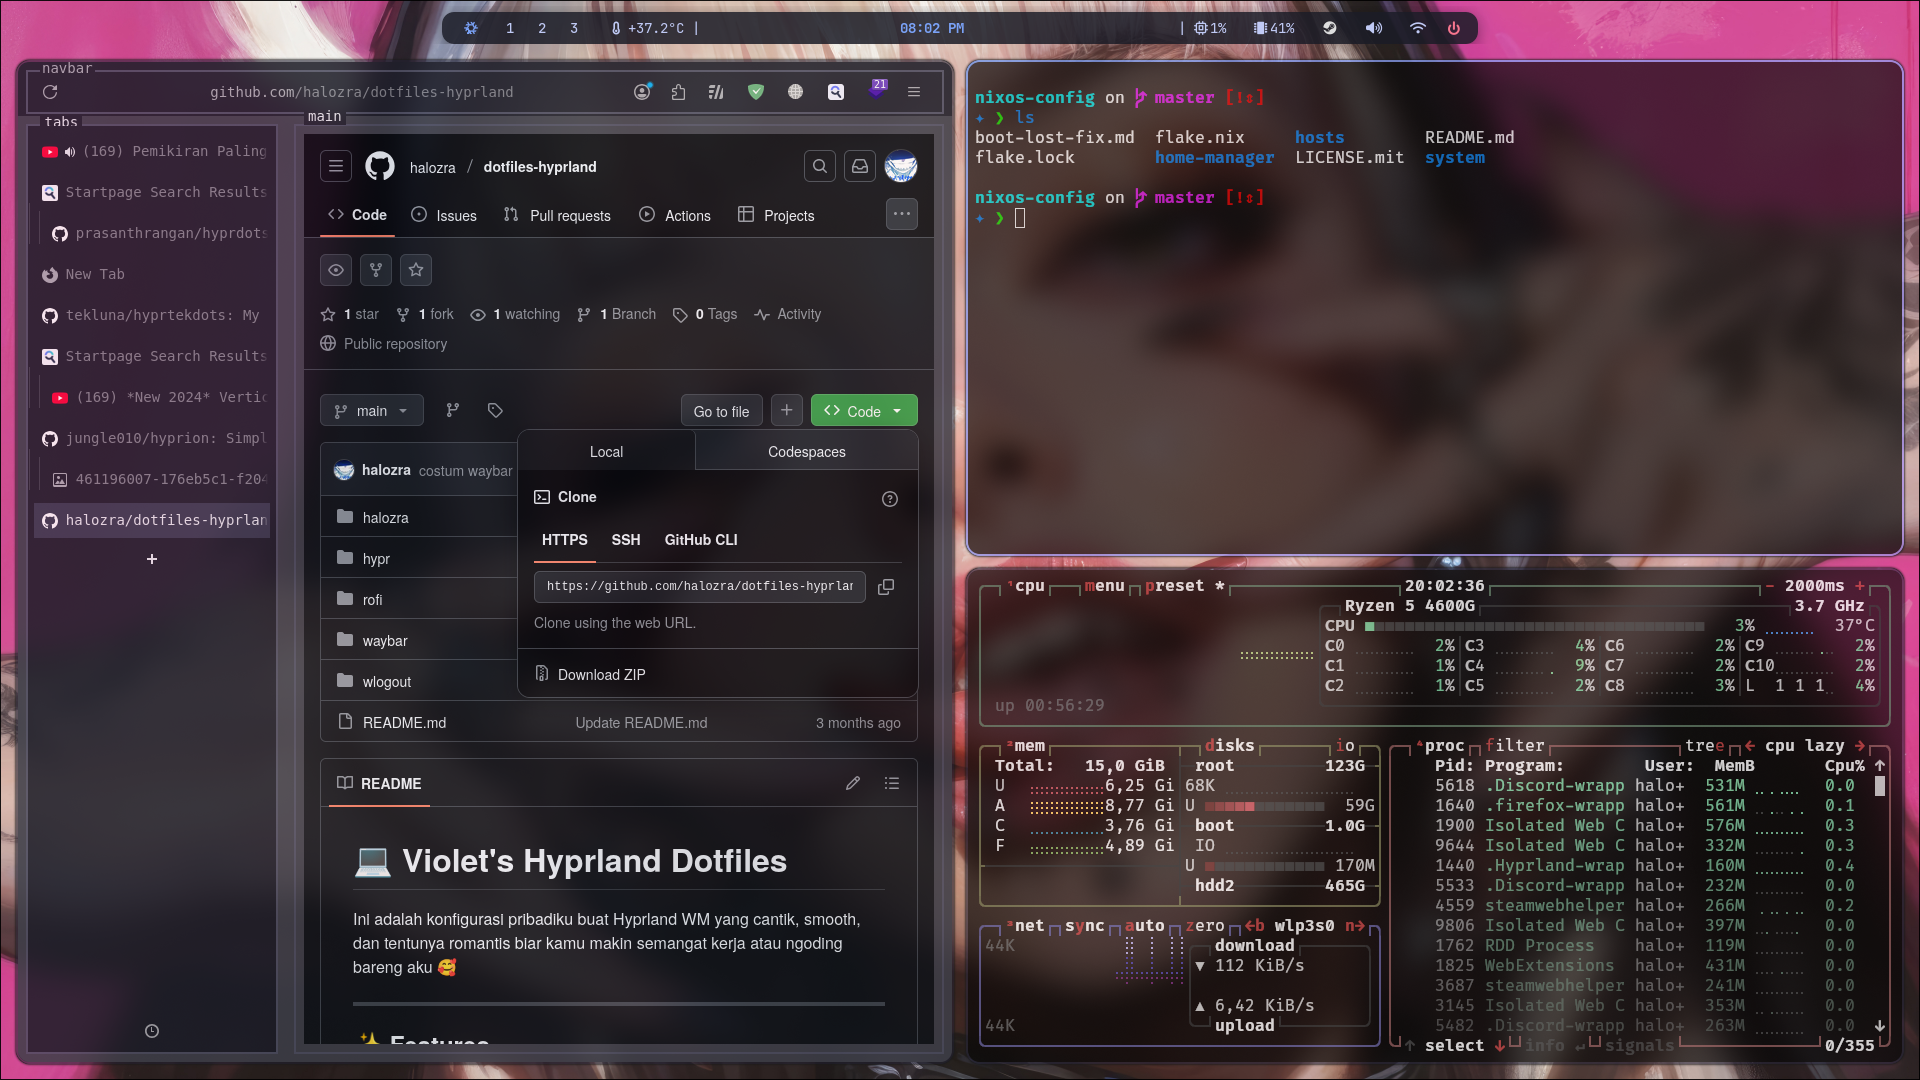 1 2 3 +37.2°C |
08:02 PM
| 1% 41%
navbar
github.com/halozra/dotfiles-hyprland
21
tabs
(169) Pemikiran Paling
Startpage Search Results
prasanthrangan/hyprdots
New Tab
tekluna/hyprtekdots: My
Startpage Search Results
(169) *New 2024* Vertic
jungle010/hyprion: Simpl
461196007-176eb5c1-f204
halozra/dotfiles-hyprlan
+
main
halozra / dotfiles-hyprland
Code Issues Pull requests Actions Projects ...
1 star 1 fork 1 watching 1 Branch 0 Tags Activity
Public repository
main Go to file + Code
halozra costum waybar
halozra
hypr
rofi
waybar
wlogout
README.md Update README.md 3 months ago
Local Codespaces
Clone
HTTPS SSH GitHub CLI
https://github.com/halozra/dotfiles-hyprlan
Clone using the web URL.
Download ZIP
README
💻 Violet's Hyprland Dotfiles
Ini adalah konfigurasi pribadiku buat Hyprland WM yang cantik, smooth,
dan tentunya romantis biar kamu makin semangat kerja atau ngoding
bareng aku 🥰
✨ Features
nixos-config on master [!⇕]
✦ ❯ ls
boot-lost-fix.md flake.nix hosts README.md
flake.lock home-manager LICENSE.mit system
nixos-config on master [!⇕]
✦ ❯
¹cpu menu preset * 20:02:36 - 2000ms +
Ryzen 5 4600G 3.7 GHz
CPU 3% 37°C
C0 2% C3 4% C6 2% C9 2%
C1 1% C4 9% C7 2% C10 2%
C2 1% C5 2% C8 3% L 1 1 1 4%
up 00:56:29
²mem disks io
Total: 15,0 GiB root 123G
U 6,25 Gi 68K
A 8,77 Gi U 59G
C 3,76 Gi boot 1.0G
F 4,89 Gi IO
U 170M
hdd2 465G
³net sync auto zero ←b wlp3s0 n→
44K download
▼ 112 KiB/s
▲ 6,42 KiB/s
44K upload
⁴proc filter tree ← cpu lazy →
Pid: Program: User: MemB Cpu% ↑
5618 .Discord-wrapp halo+ 531M 0.0
1640 .firefox-wrapp halo+ 561M 0.1
1900 Isolated Web C halo+ 576M 0.3
9644 Isolated Web C halo+ 332M 0.3
1440 .Hyprland-wrap halo+ 160M 0.4
5533 .Discord-wrapp halo+ 232M 0.0
4559 steamwebhelper halo+ 266M 0.2
9806 Isolated Web C halo+ 397M 0.0
1762 RDD Process halo+ 119M 0.0
1825 WebExtensions halo+ 431M 0.0
3687 steamwebhelper halo+ 241M 0.0
3145 Isolated Web C halo+ 353M 0.0
5482 .Discord-wrapp halo+ 263M 0.0 ↓
↑ select ↓ info ↵ signals 0/355